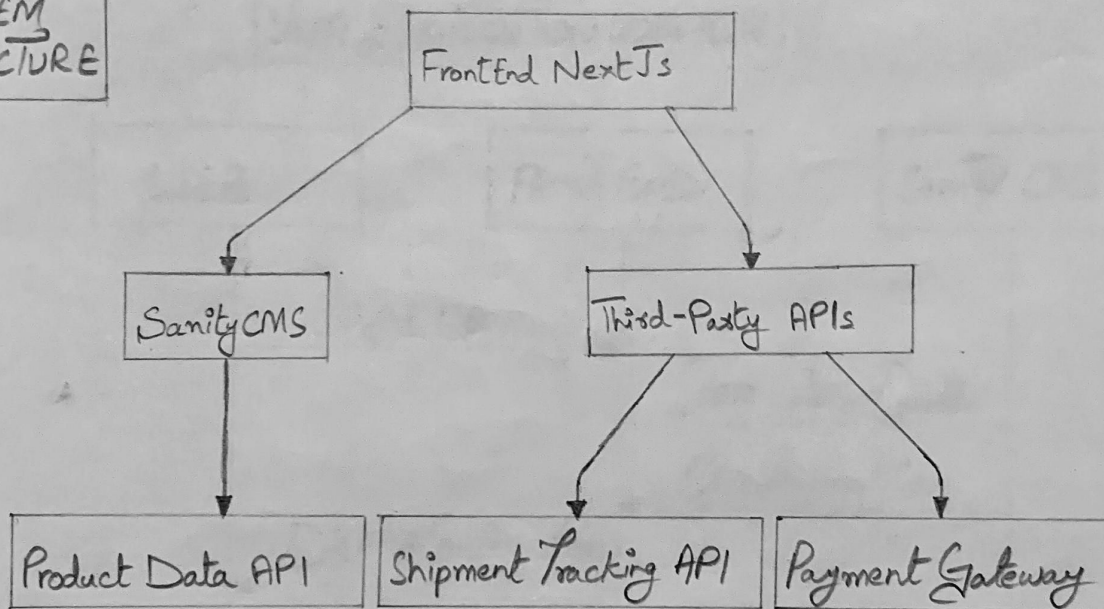 EM
CTURE
FrontEnd NextJs
SanityCMS
Third-Party APIs
Product Data API
Shipment Tracking API
Payment Gateway